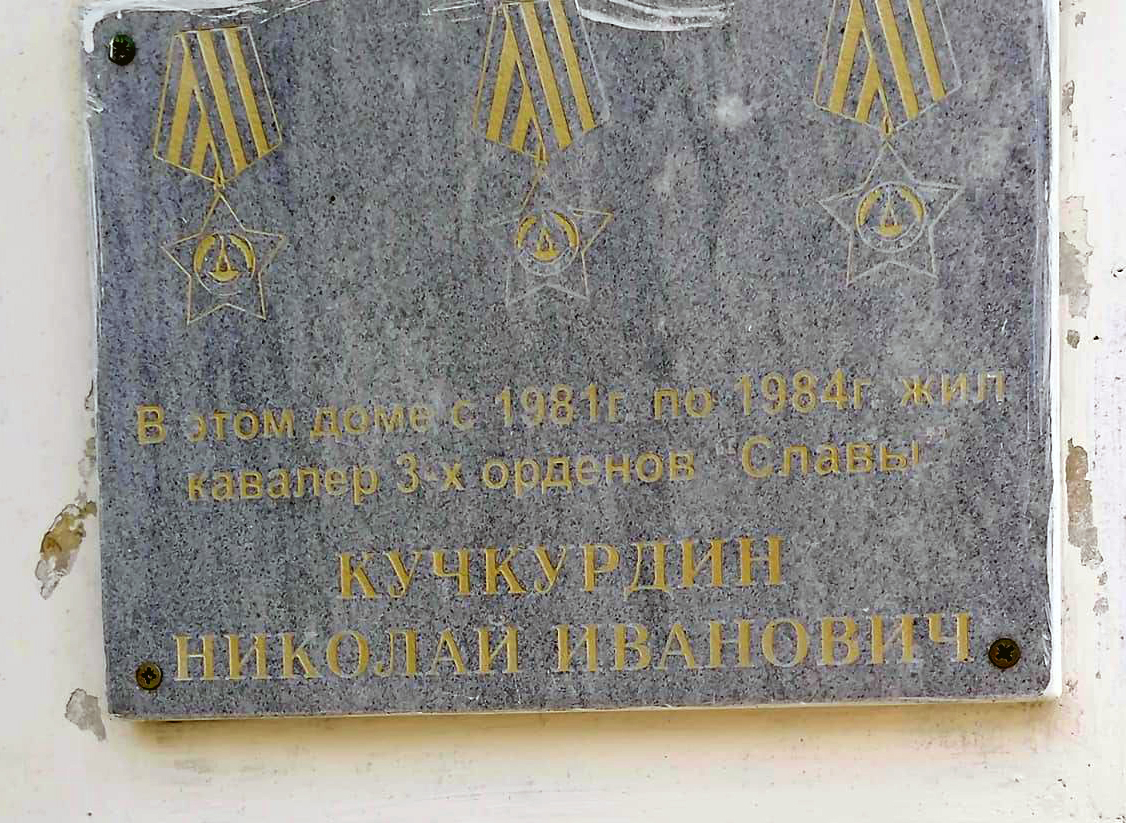 В этом доме с 1981г. по 1984г. жил
кавалер 3-х орденов "Славы"
КУЧКУРДИН
НИКОЛАЙ ИВАНОВИЧ